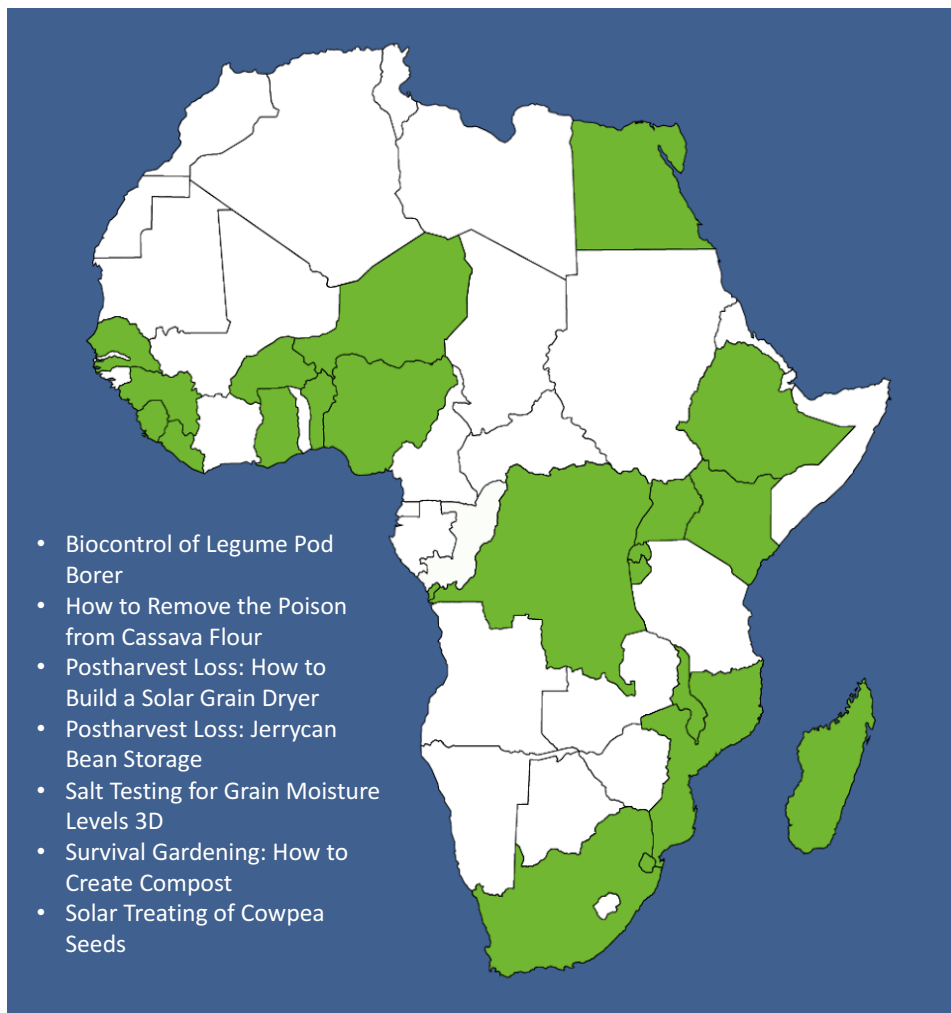 • Biocontrol of Legume Pod
Borer
• How to Remove the Poison
from Cassava Flour
• Postharvest Loss: How to
Build a Solar Grain Dryer
• Postharvest Loss: Jerrycan
Bean Storage
• Salt Testing for Grain Moisture
Levels 3D
• Survival Gardening: How to
Create Compost
• Solar Treating of Cowpea
Seeds